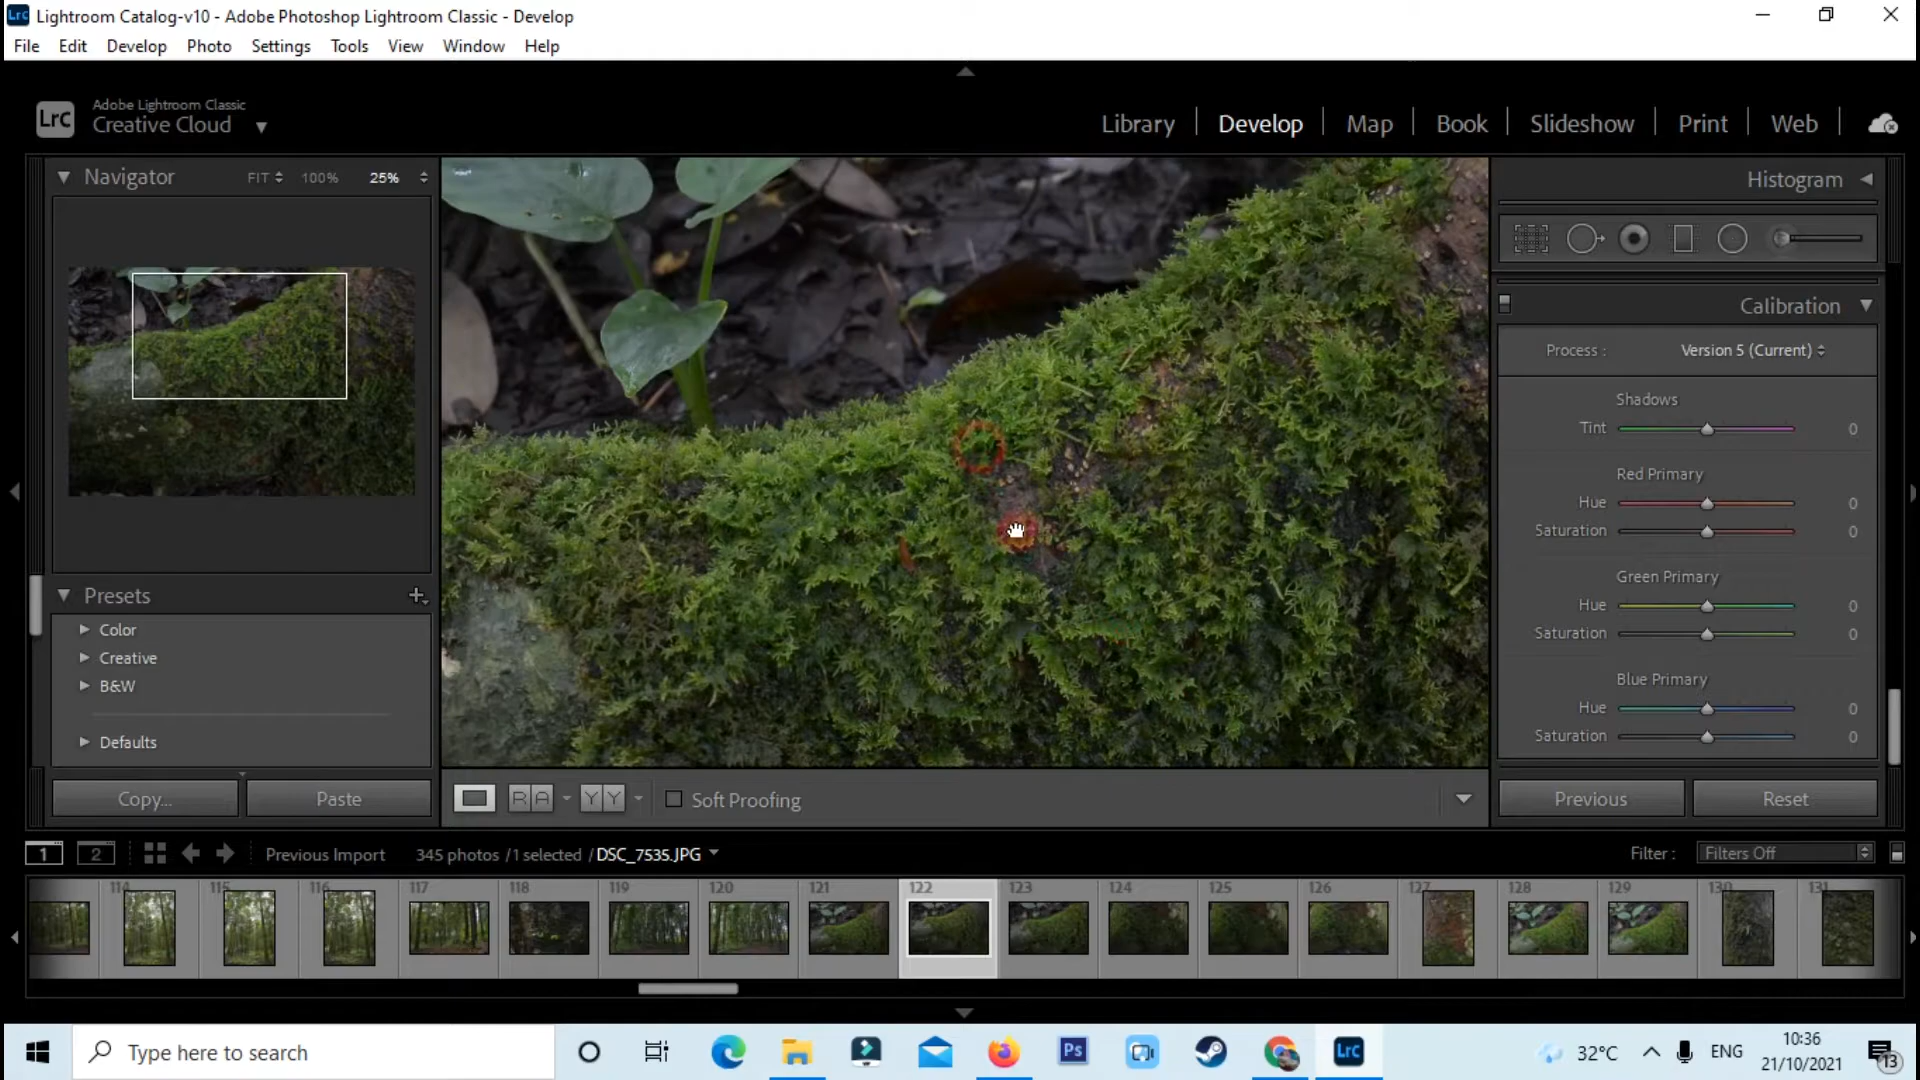 Lrc Lightroom Catalog-v10 - Adobe Photoshop Lightroom Classic - Develop
File Edit Develop Photo Settings Tools View Window Help
LrC Adobe Lightroom Classic
Creative Cloud
Library Develop Map Book Slideshow Print Web
Navigator FIT 100% 25%
Histogram
Calibration
Process : Version 5 (Current)
Shadows
Tint 0
Red Primary
Hue 0
Saturation 0
Green Primary
Hue 0
Saturation 0
Blue Primary
Hue 0
Saturation 0
Presets
Color
Creative
B&W
Defaults
Copy... Paste
R A Y Y Soft Proofing
Previous Reset
1 2 Previous Import 345 photos / 1 selected / DSC_7535.JPG Filter : Filters Off
114 115 116 117 118 119 120 121 122 123 124 125 126 127 128 129 130 131
Type here to search
Ps LrC 32°C ENG 10:36
21/10/2021 13